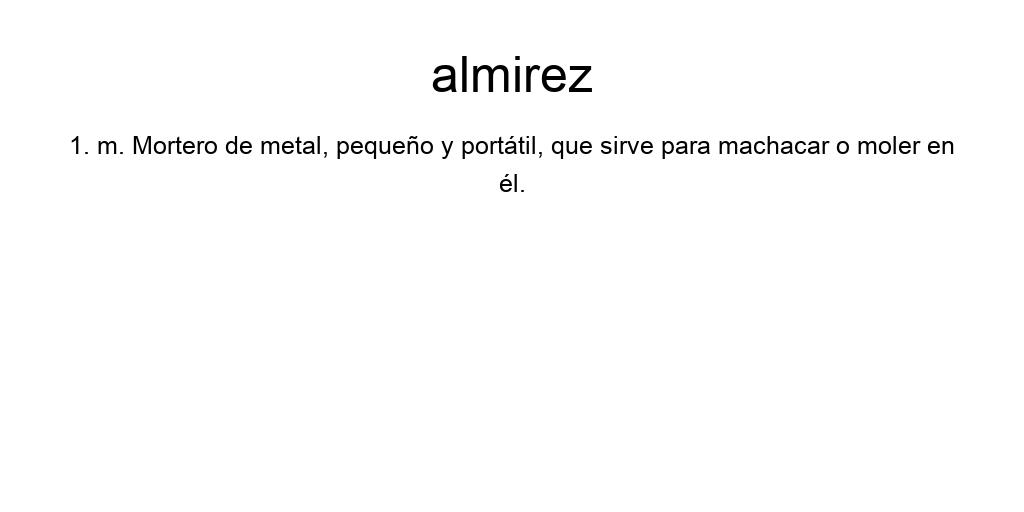 almirez
1. m. Mortero de metal, pequeño y portátil, que sirve para machacar o moler en
él.